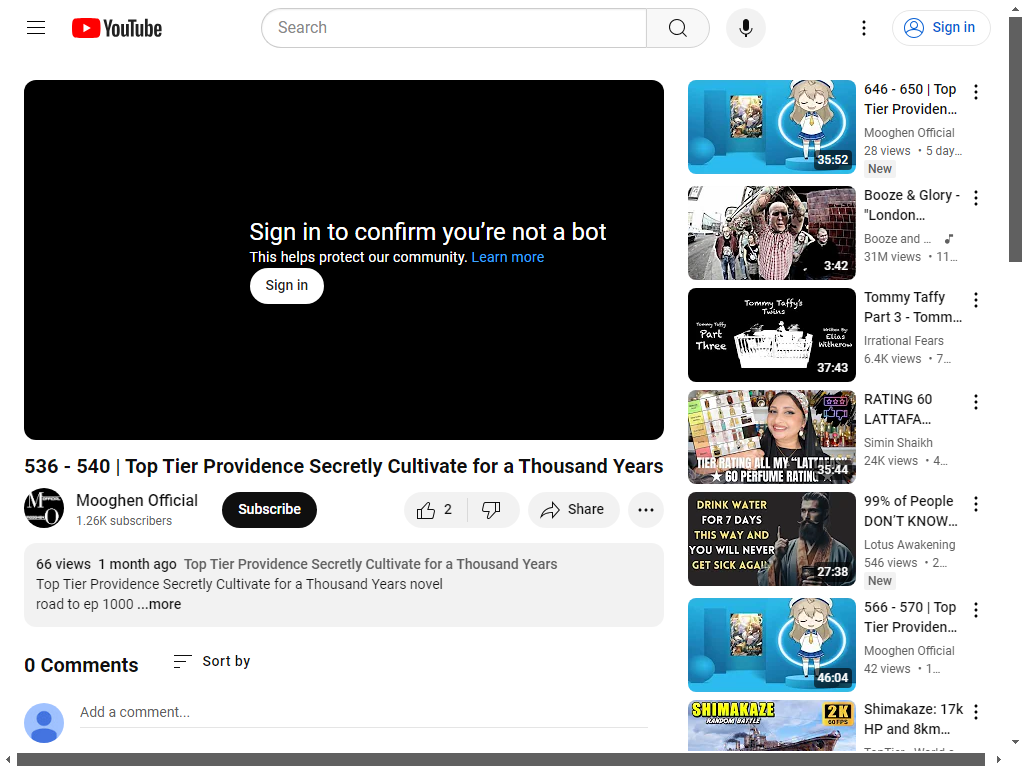 YouTube
Search
Sign in
Sign in to confirm you’re not a bot
This helps protect our community. Learn more
Sign in
536 - 540 | Top Tier Providence Secretly Cultivate for a Thousand Years
Mooghen Official
1.26K subscribers
Subscribe
2
Share
66 views 1 month ago Top Tier Providence Secretly Cultivate for a Thousand Years
Top Tier Providence Secretly Cultivate for a Thousand Years novel
road to ep 1000 ...more
0 Comments
Sort by
Add a comment...
35:52
646 - 650 | Top
Tier Providen...
Mooghen Official
28 views • 5 day...
New
3:42
Booze & Glory -
"London...
Booze and ...
31M views • 11...
Tommy Taffy's
Twins
Tommy Taffy
Part
Three
Written By
Elias
Witherow
37:43
Tommy Taffy
Part 3 - Tomm...
Irrational Fears
6.4K views • 7...
TIER RATING ALL MY "LATT
★ 60 PERFUME RATING
35:44
RATING 60
LATTAFA...
Simin Shaikh
24K views • 4...
DRINK WATER
FOR 7 DAYS
THIS WAY AND
YOU WILL NEVER
GET SICK AGAI
27:38
99% of People
DON’T KNOW...
Lotus Awakening
546 views • 2...
New
46:04
566 - 570 | Top
Tier Providen...
Mooghen Official
42 views • 1...
SHIMAKAZE
RANDOM BATTLE
2K
60FPS
Shimakaze: 17k
HP and 8km...